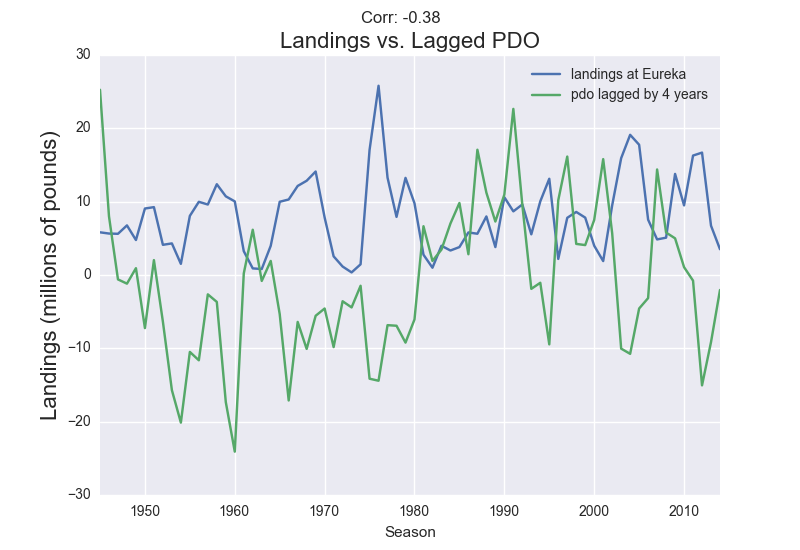 Corr: -0.38
Landings vs. Lagged PDO
landings at Eureka
pdo lagged by 4 years
Landings (millions of pounds)
30
20
10
0
−10
−20
−30
1950 1960 1970 1980 1990 2000 2010
Season